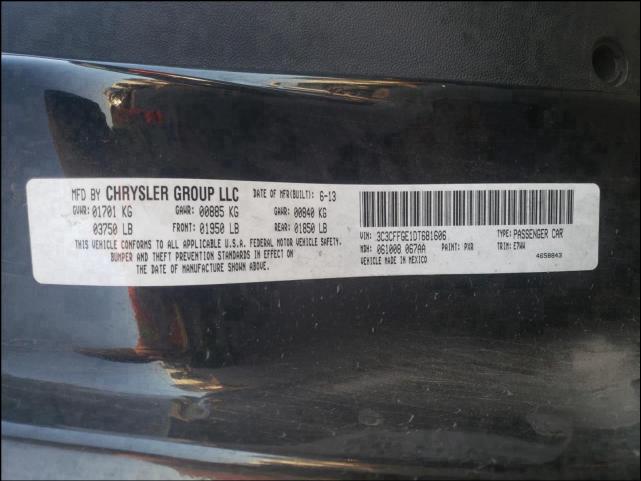 MFD BY CHRYSLER GROUP LLC DATE OF MFR(BUILT): 6-13
GVWR: 01701 KG GAWR: 00885 KG GAWR: 00840 KG
03750 LB FRONT: 01950 LB REAR: 01850 LB
THIS VEHICLE CONFORMS TO ALL APPLICABLE U.S.A. FEDERAL MOTOR VEHICLE SAFETY,
BUMPER AND THEFT PREVENTION STANDARDS IN EFFECT ON
THE DATE OF MANUFACTURE SHOWN ABOVE.
VIN: 3C3CFFGE1DT681606 TYPE: PASSENGER CAR
MDH: 061008 067AA PAINT: PXR TRIM: E7WW
VEHICLE MADE IN MEXICO 4658843